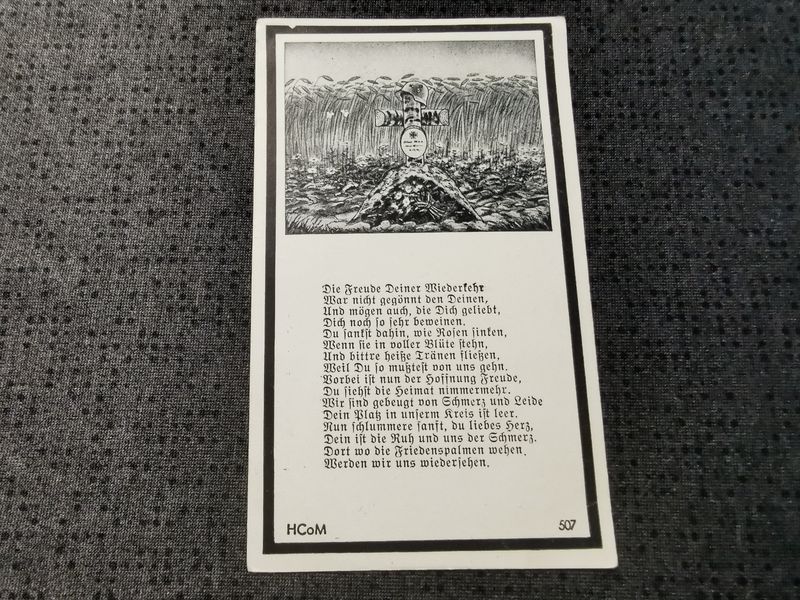 Die Freude Deiner Wiederkehr
War nicht gegönnt den Deinen,
Und mögen auch, die Dich geliebt,
Dich noch so sehr beweinen.
Du sankst dahin, wie Rosen sinken,
Wenn sie in voller Blüte stehn,
Und bittre heiße Tränen fließen,
Weil Du so mußtest von uns gehn.
Vorbei ist nun der Hoffnung Freude,
Du siehst die Heimat nimmermehr.
Wir sind gebeugt von Schmerz und Leide
Dein Platz in unserm Kreis ist leer.
Nun schlummere sanft, du liebes Herz,
Dein ist die Ruh und uns der Schmerz.
Dort wo die Friedenspalmen wehen,
Werden wir uns wiedersehen.
HCoM 507